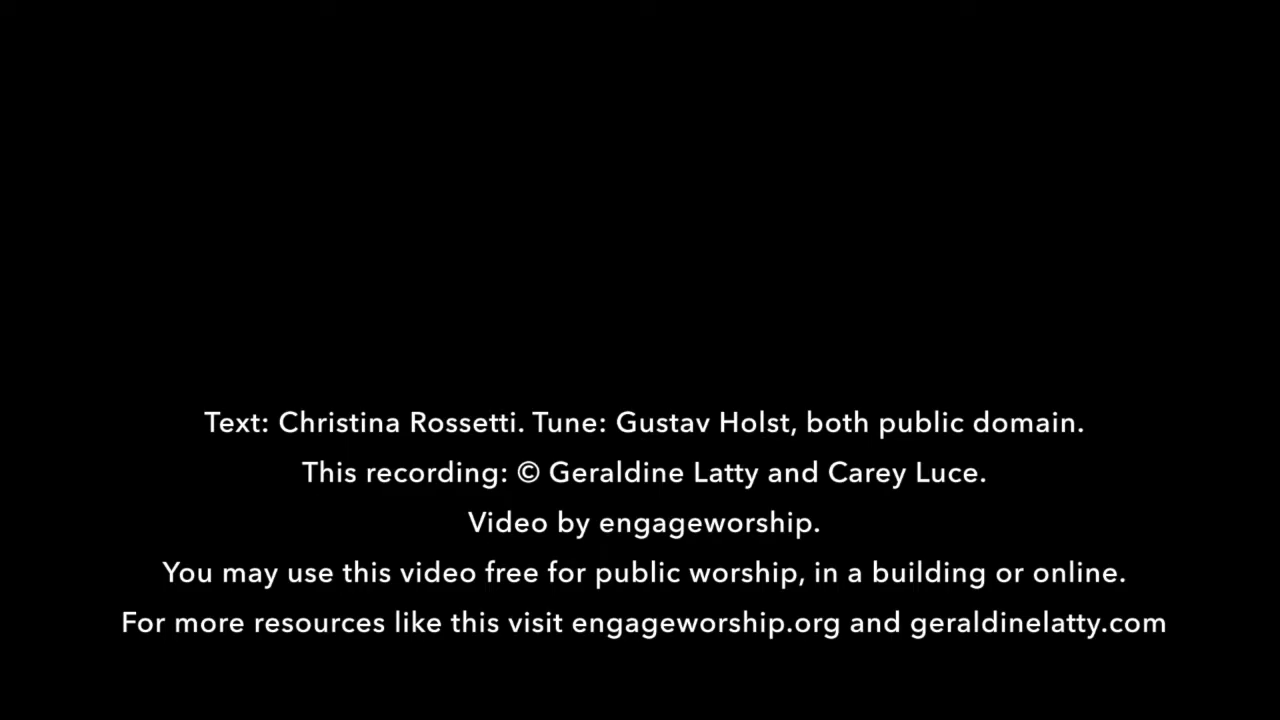 Text: Christina Rossetti. Tune: Gustav Holst, both public domain.
This recording: © Geraldine Latty and Carey Luce.
Video by engageworship.
You may use this video free for public worship, in a building or online.
For more resources like this visit engageworship.org and geraldinelatty.com